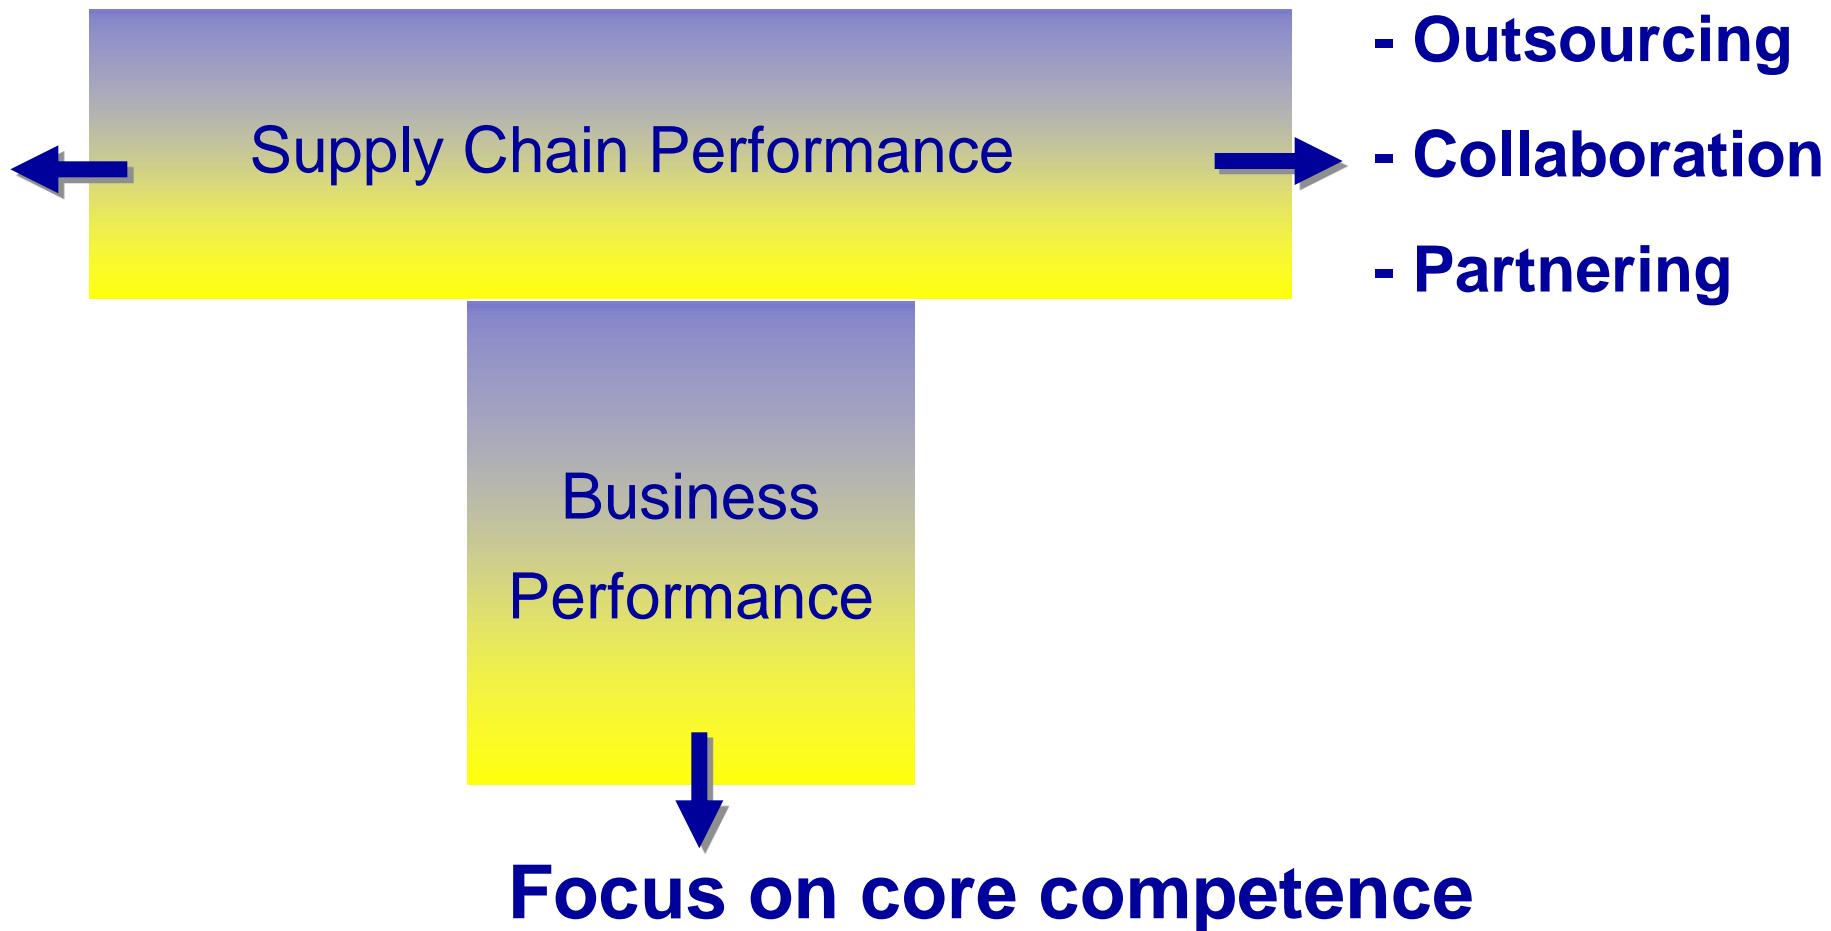 - Outsourcing
Supply Chain Performance
- Collaboration
- Partnering
Business
Performance
Focus on core competence